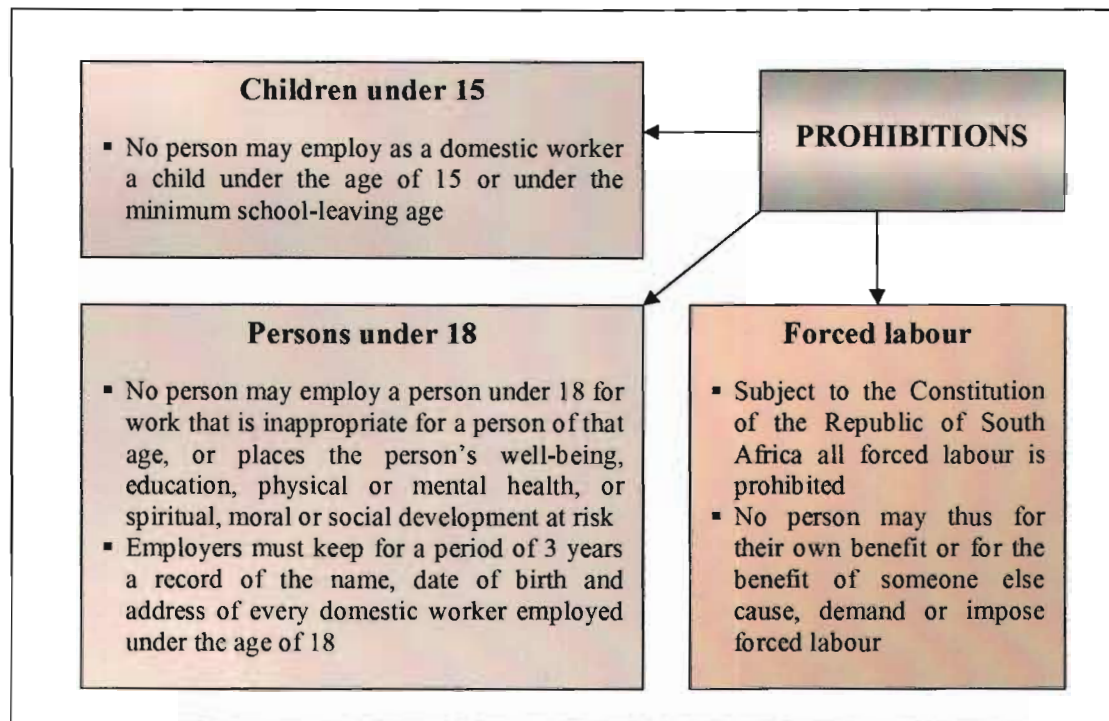 PROHIBITIONS
Children under 15
▪ No person may employ as a domestic worker
a child under the age of 15 or under the
minimum school-leaving age
Persons under 18
▪ No person may employ a person under 18 for
work that is inappropriate for a person of that
age, or places the person's well-being,
education, physical or mental health, or
spiritual, moral or social development at risk
▪ Employers must keep for a period of 3 years
a record of the name, date of birth and
address of every domestic worker employed
under the age of 18
Forced labour
▪ Subject to the Constitution
of the Republic of South
Africa all forced labour is
prohibited
▪ No person may thus for
their own benefit or for the
benefit of someone else
cause, demand or impose
forced labour